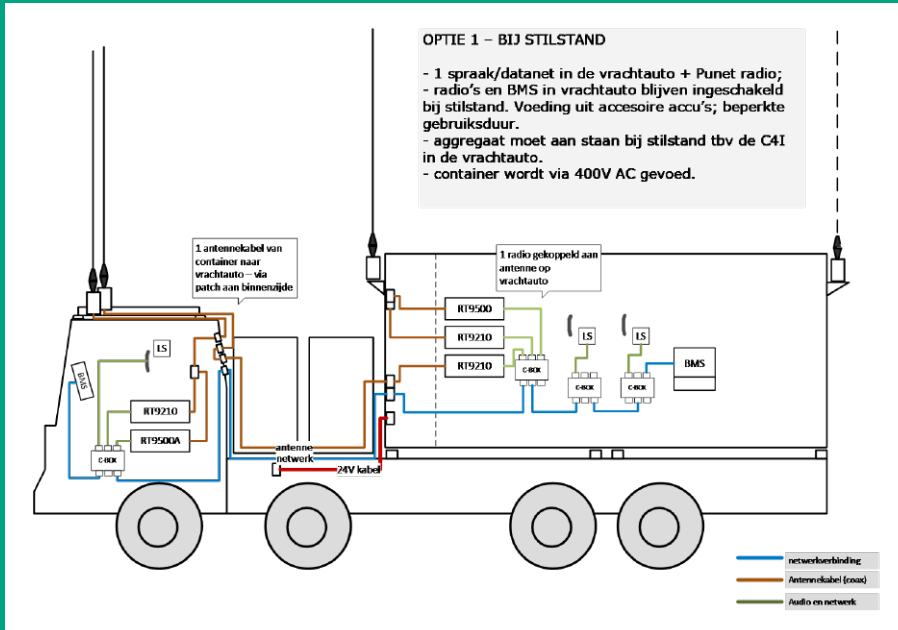 OPTIE 1 – BIJ STILSTAND
- 1 spraak/datanet in de vrachtauto + Punet radio;
- radio's en BMS in vrachtauto blijven ingeschakeld
bij stilstand. Voeding uit accesoire accu's; beperkte
gebruiksduur.
- aggregaat moet aan staan bij stilstand tbv de C4I
in de vrachtauto.
- container wordt via 400V AC gevoed.
1 antennekabel van
container naar
vrachtauto – via
patch aan binnenzijde
1 radio gekoppeld aan
antenne op
vrachtauto
RT9500
RT9210
RT9210
C-BOX
LS
LS
C-BOX
C-BOX
BMS
LS
BMS
RT9210
RT9500A
C-BOX
antenne
netwerk
24V kabel
netwerkverbinding
Antennekabel (coax)
Audio en netwerk